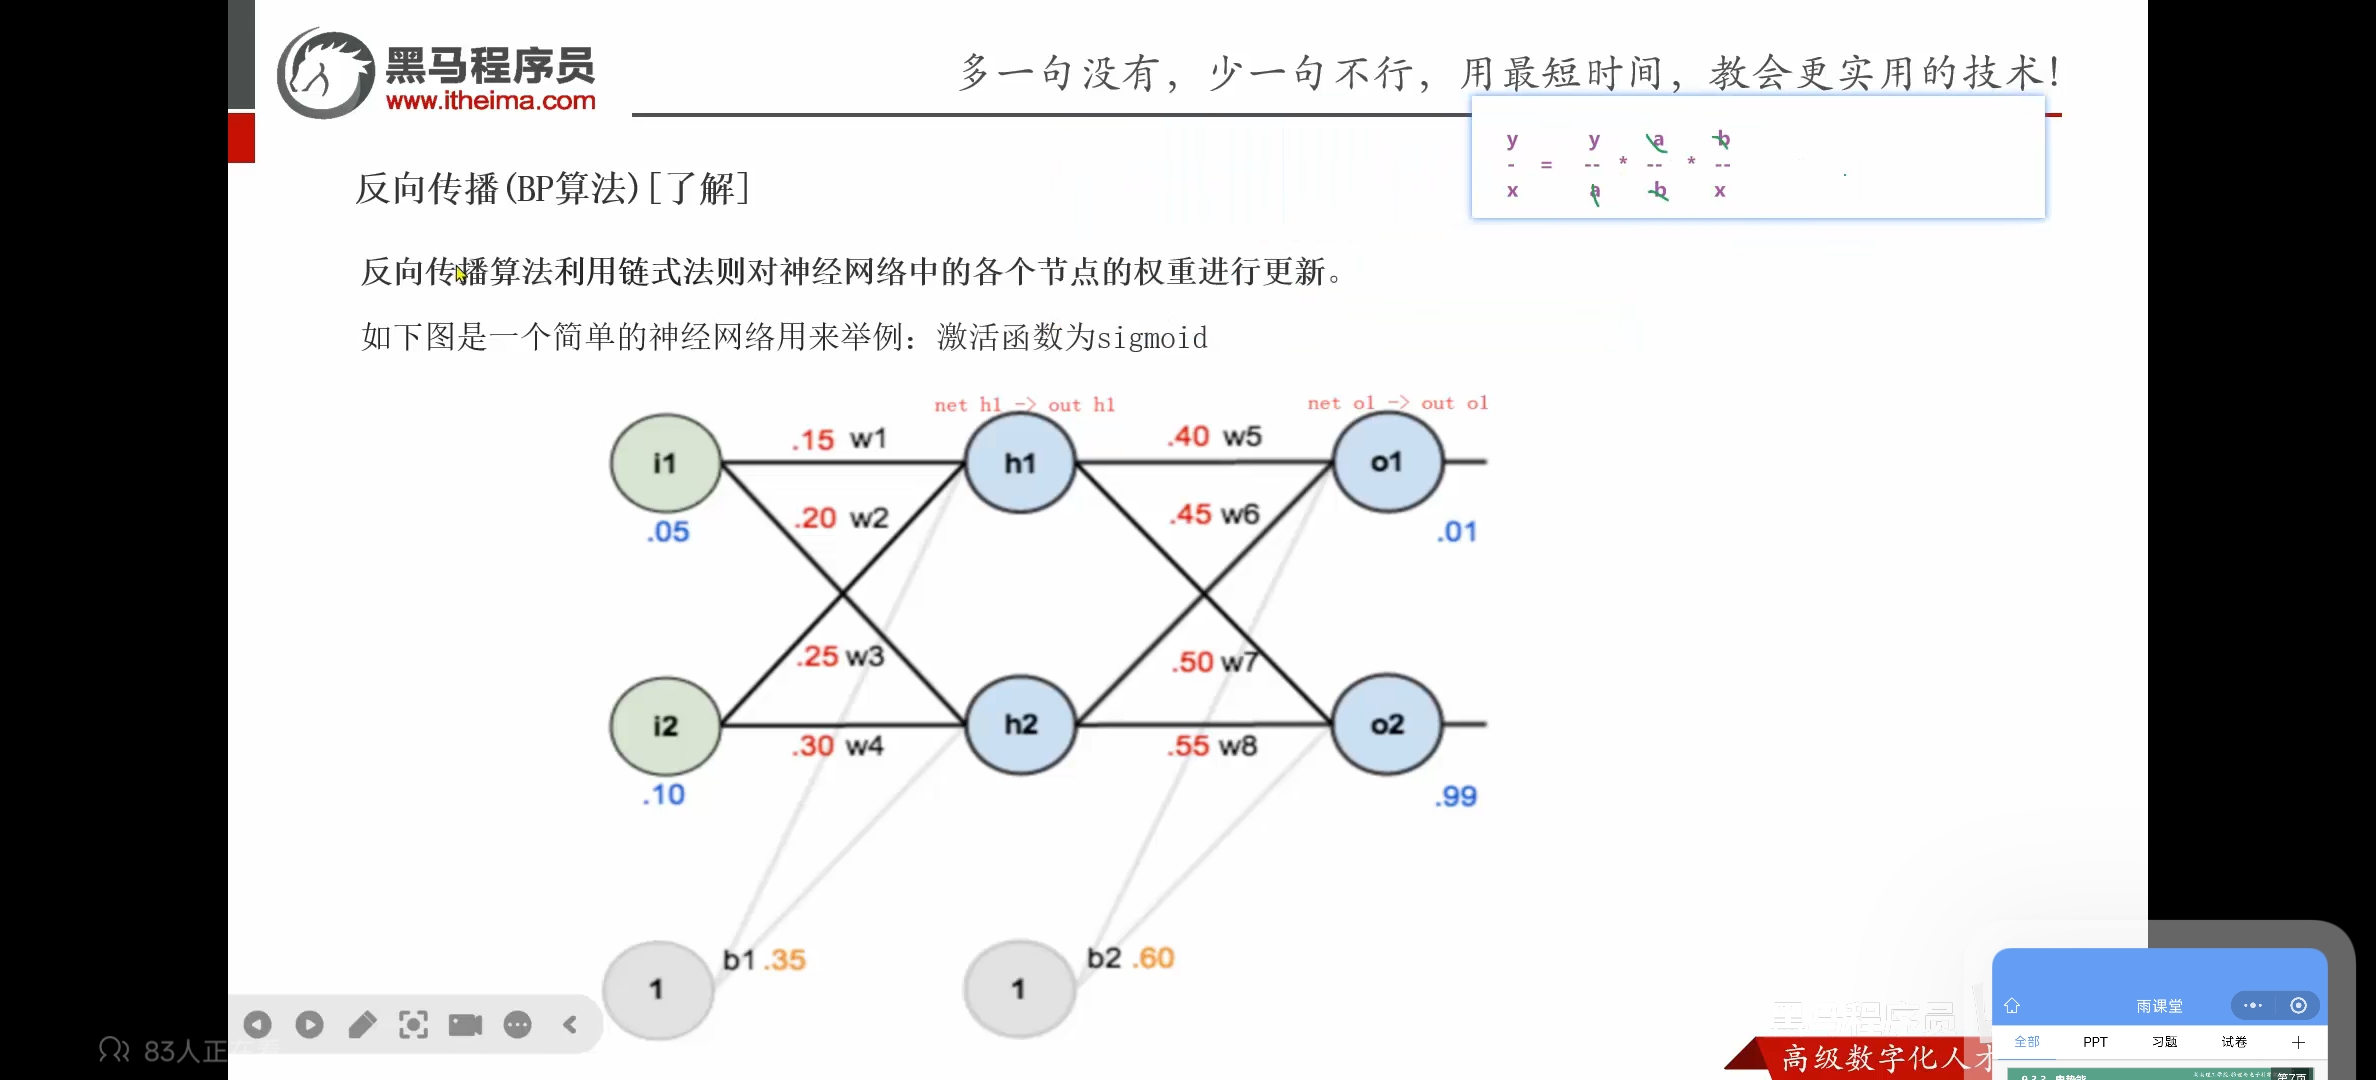 黑马程序员
www.itheima.com
多一句没有，少一句不行，用最短时间，教会更实用的技术！
y y a b
- = -- * -- * --
x a b x
反向传播(BP算法)[了解]
反向传播算法利用链式法则对神经网络中的各个节点的权重进行更新。
如下图是一个简单的神经网络用来举例：激活函数为sigmoid
net h1 -> out h1
net o1 -> out o1
i1
.15 w1
h1
.40 w5
o1
.20 w2
.45 w6
.05
.01
.25 w3
.50 w7
i2
h2
o2
.30 w4
.55 w8
.10
.99
b1 .35
b2 .60
1
1
83人正
黑马程序员
高级数字化人
雨课堂
全部 PPT 习题 试卷
第7页